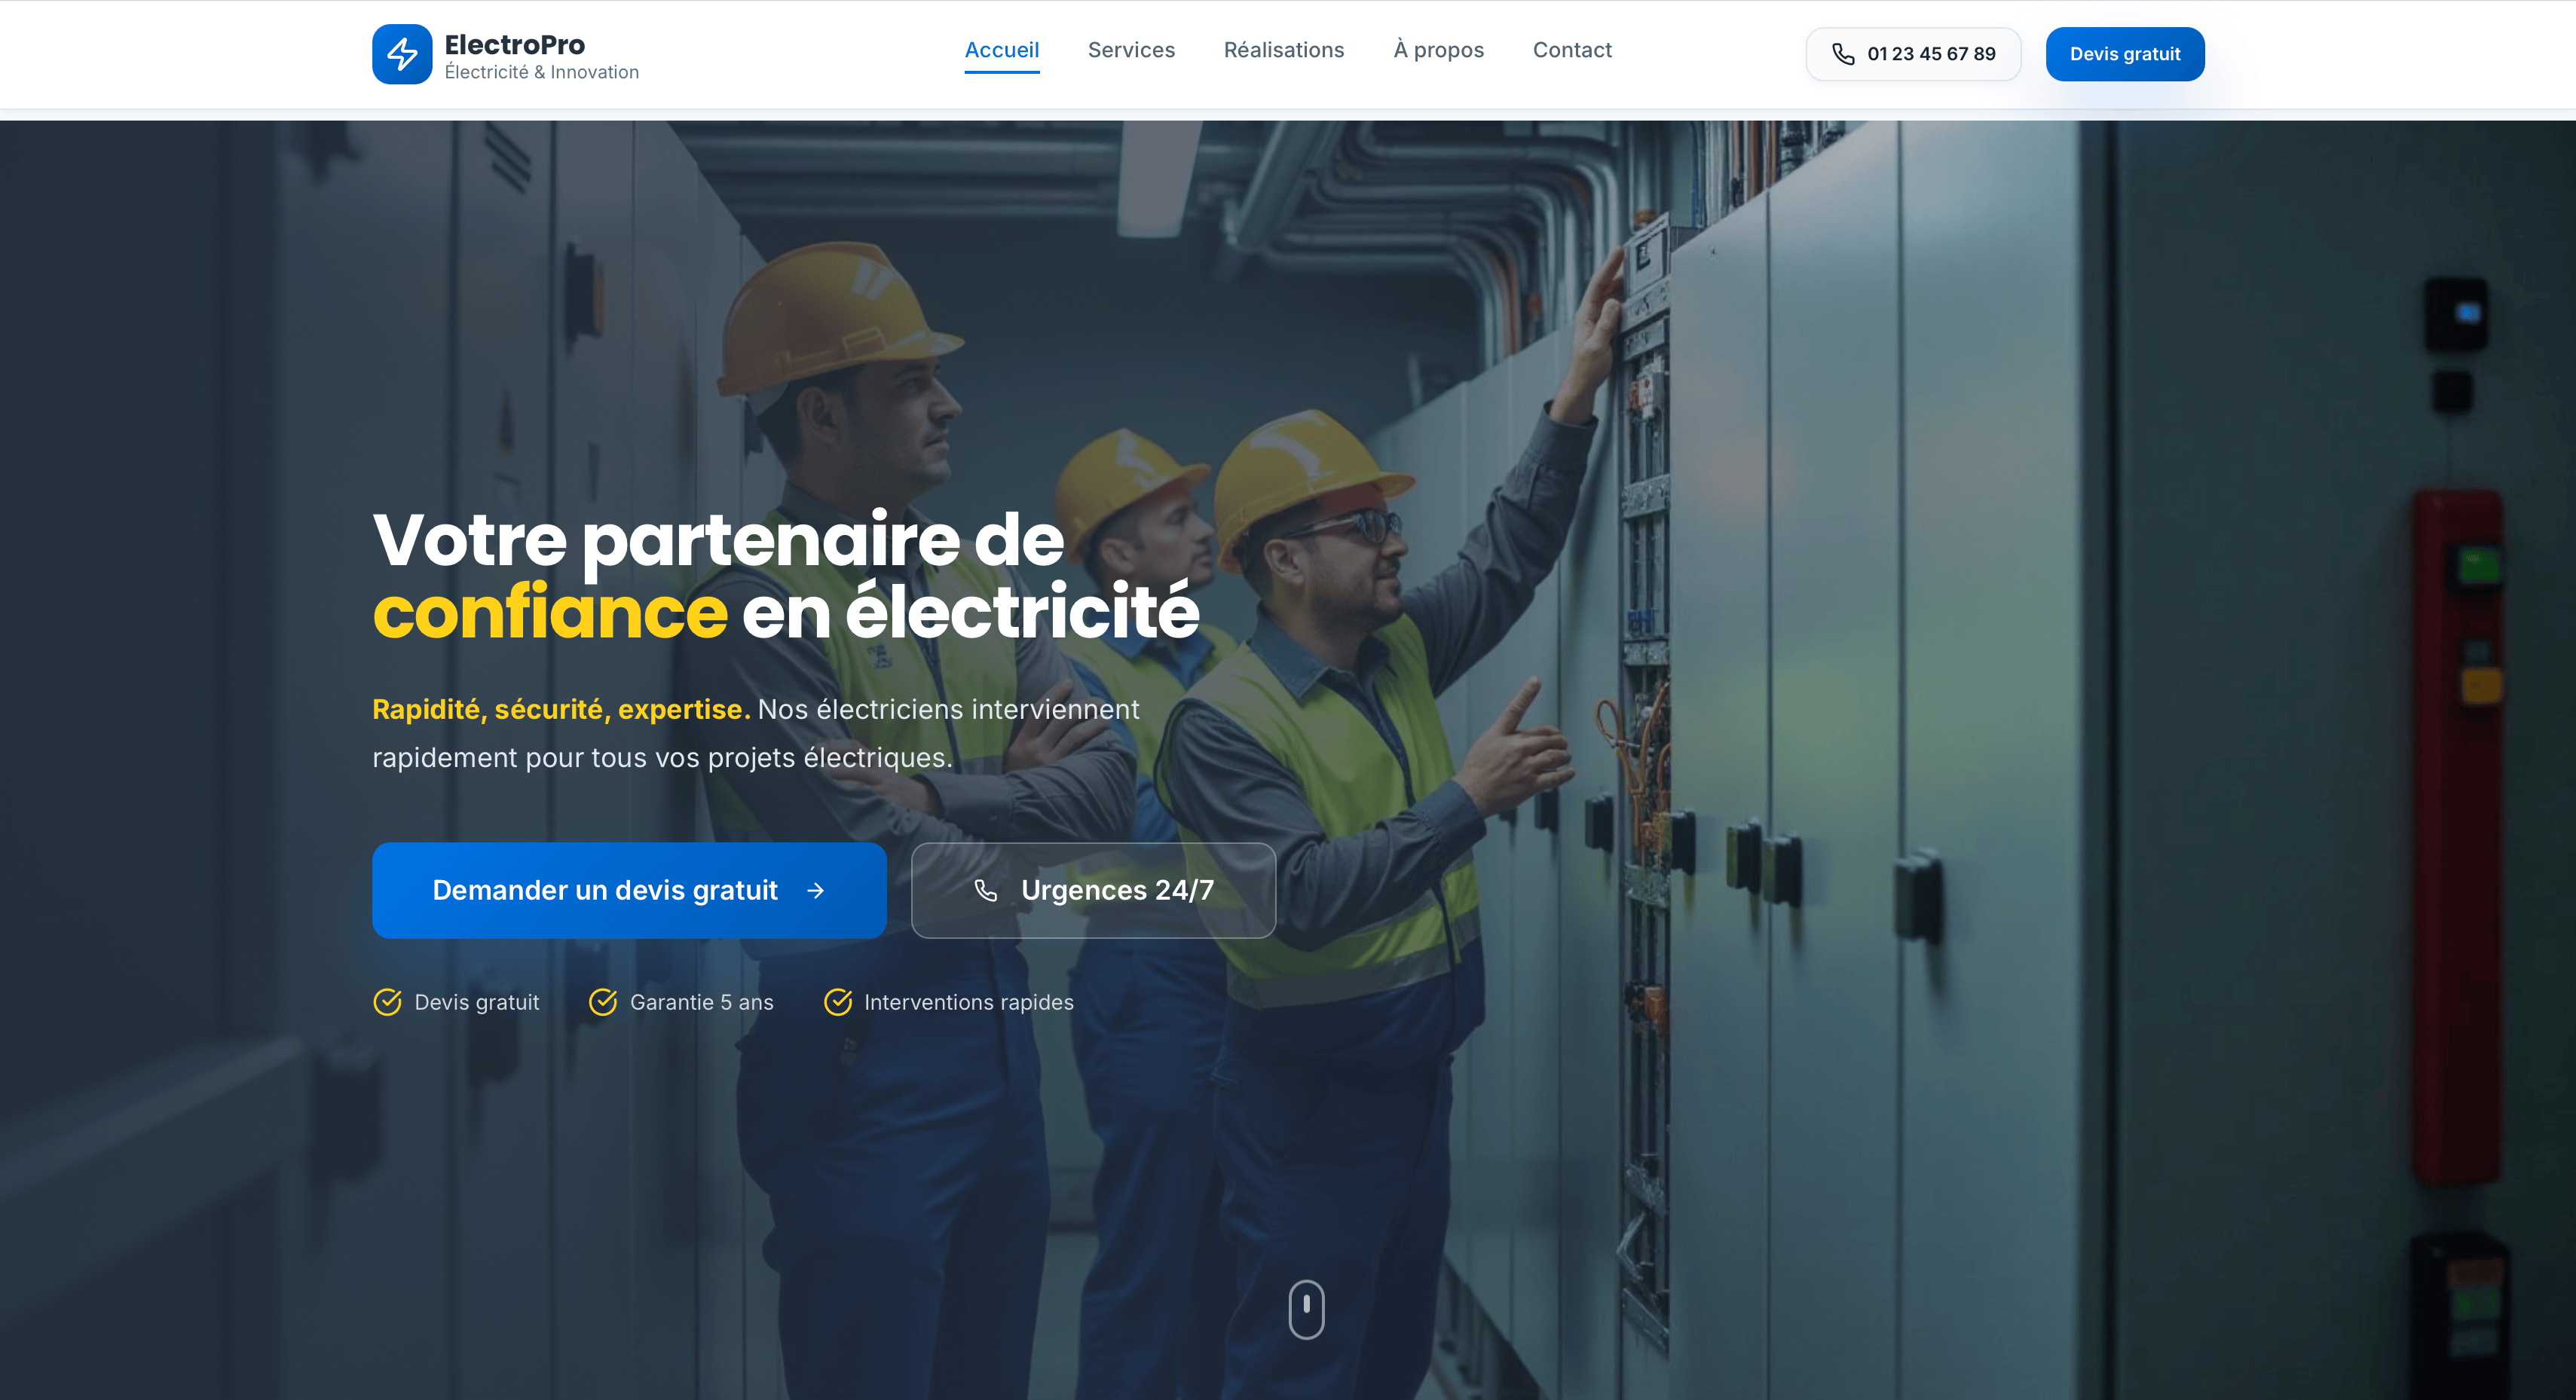 ElectroPro
Électricité & Innovation
Accueil
Services
Réalisations
À propos
Contact
01 23 45 67 89
Devis gratuit
Votre partenaire de
confiance en électricité
Rapidité, sécurité, expertise. Nos électriciens interviennent
rapidement pour tous vos projets électriques.
Demander un devis gratuit
Urgences 24/7
Devis gratuit
Garantie 5 ans
Interventions rapides